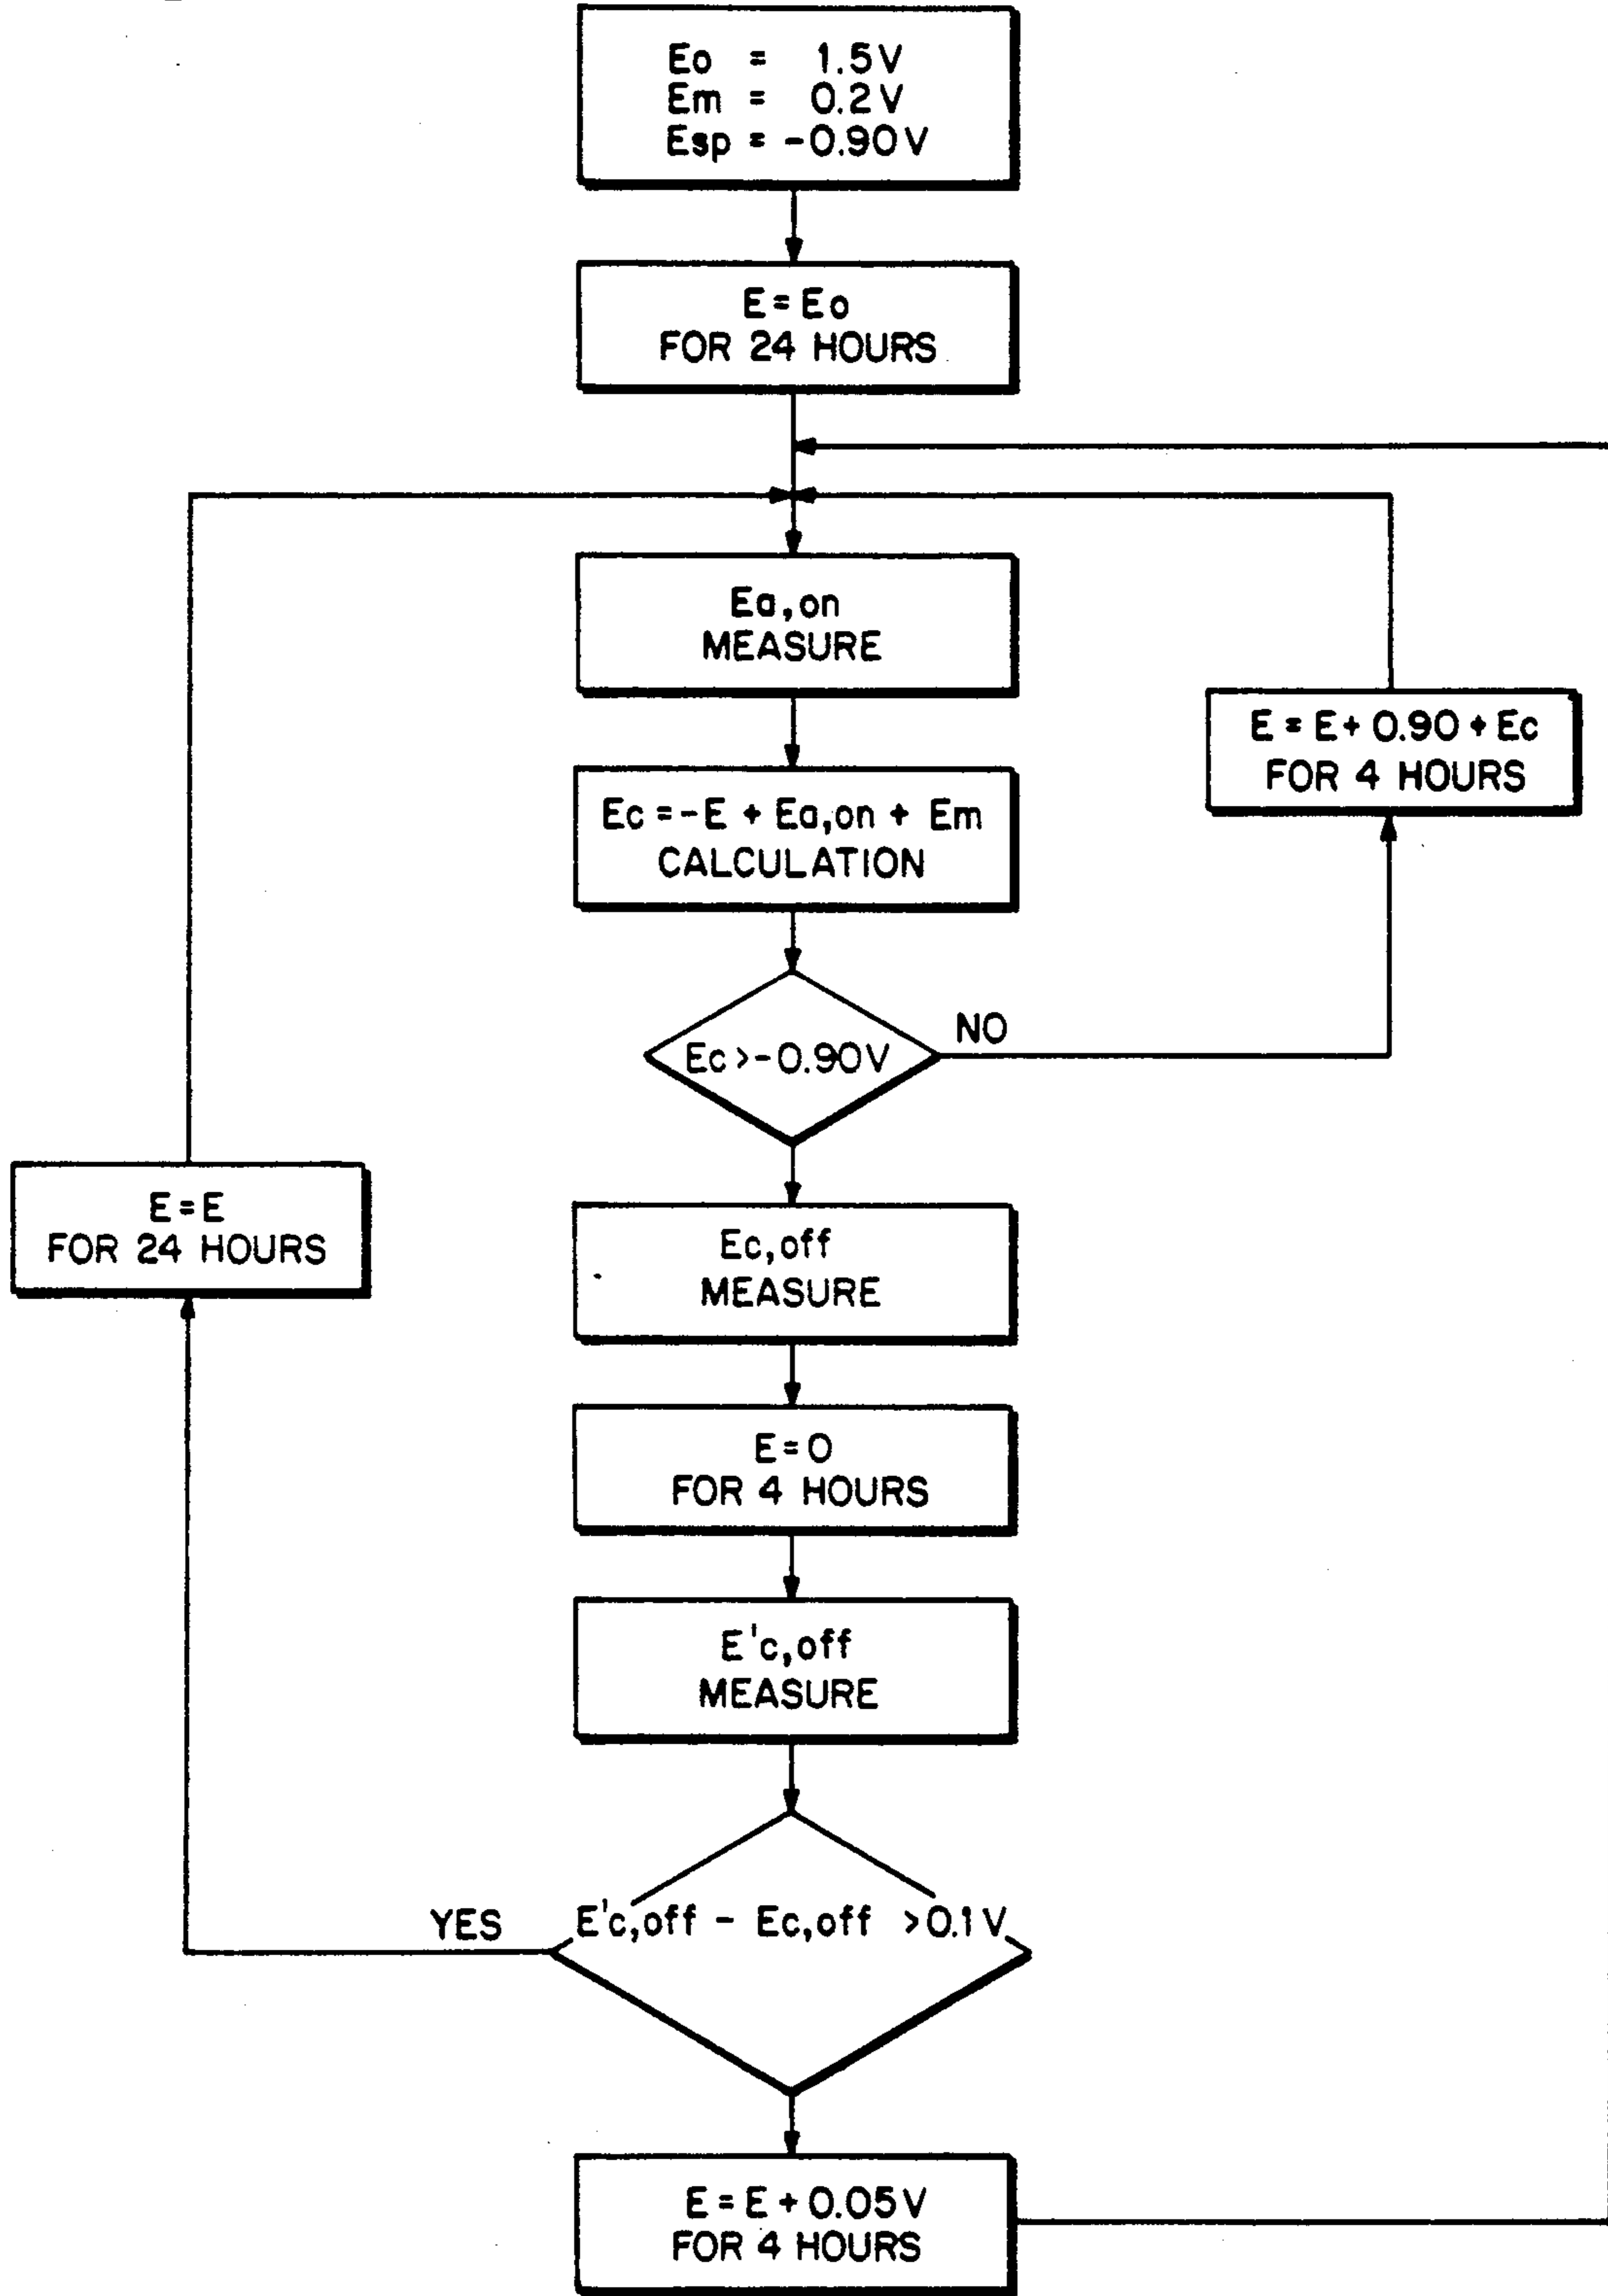 Eo = 1.5V
Em = 0.2V
Esp = -0.90V
E = Eo
FOR 24 HOURS
Ea,on
MEASURE
E = E + 0.90 + Ec
FOR 4 HOURS
Ec = -E + Ea,on + Em
CALCULATION
NO
Ec > -0.90V
E = E
FOR 24 HOURS
Ec,off
MEASURE
E = 0
FOR 4 HOURS
E'c,off
MEASURE
YES
E'c,off - Ec,off > 0.1V
E = E + 0.05V
FOR 4 HOURS